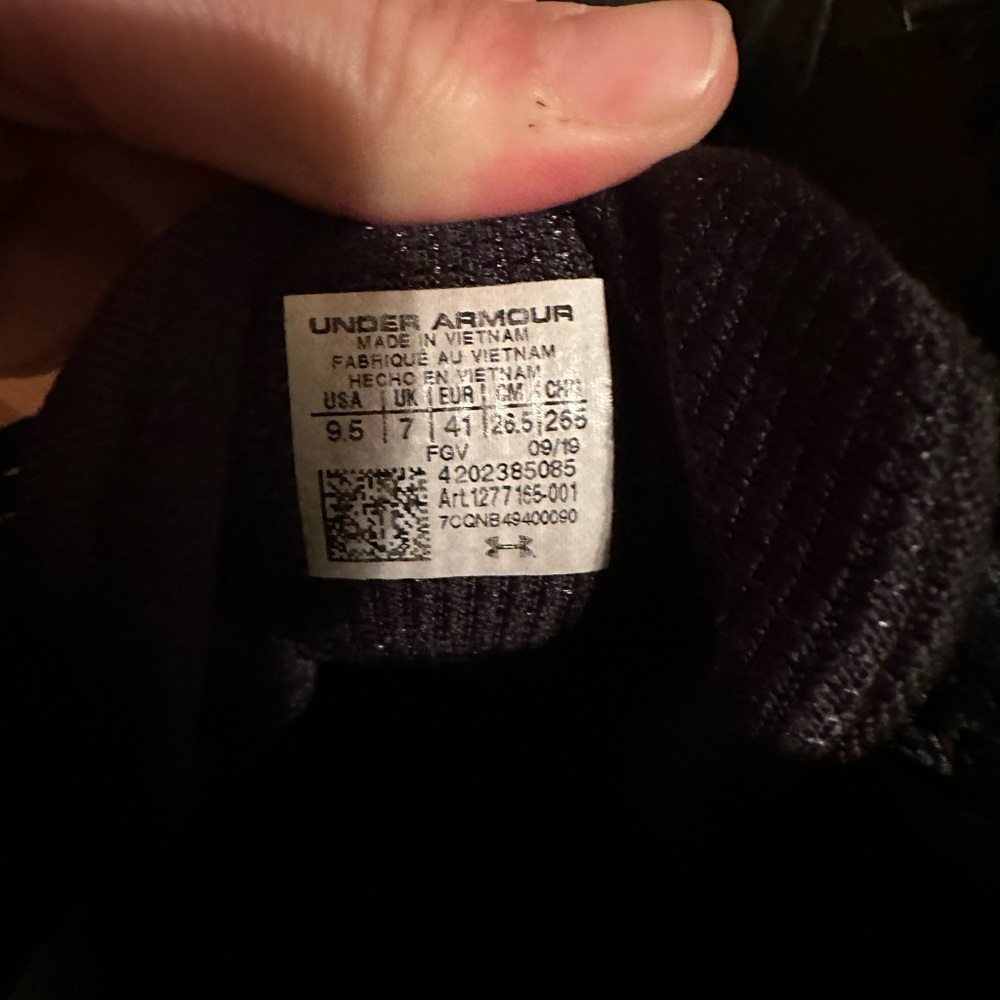 UNDER ARMOUR
MADE IN VIETNAM
FABRIQUÉ AU VIETNAM
HECHO EN VIETNAM
USA | UK | EUR | CM | CHN
9.5 | 7 | 41 | 26.5 | 265
FGV 09/19
4202385085
Art.1277165-001
7CQNB49400090